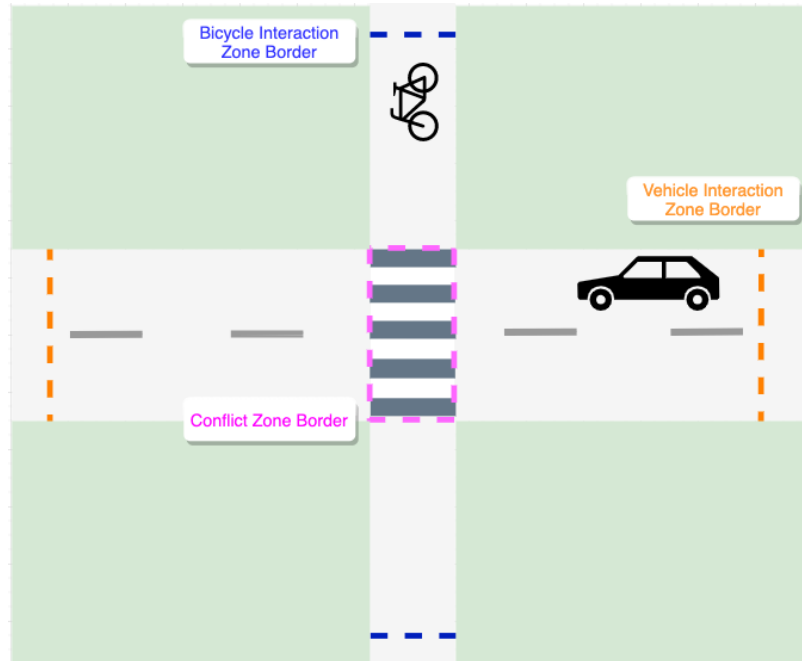 Bicycle Interaction
Zone Border
Vehicle Interaction
Zone Border
Conflict Zone Border